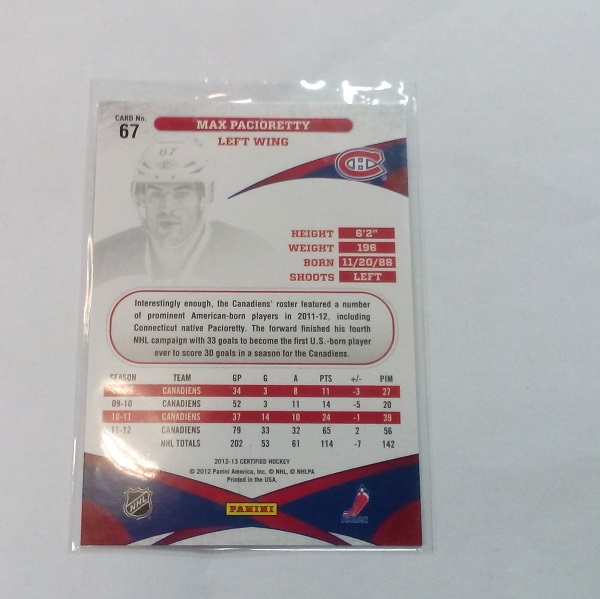 CARD No.
67
MAX PACIORETTY
LEFT WING
67
HEIGHT 6'2"
WEIGHT 196
BORN 11/20/88
SHOOTS LEFT
Interestingly enough, the Canadiens' roster featured a number
of prominent American-born players in 2011-12, including
Connecticut native Pacioretty. The forward finished his fourth
NHL campaign with 33 goals to become the first U.S.-born player
ever to score 30 goals in a season for the Canadiens.
SEASON TEAM GP G A PTS +/- PIM
CANADIENS 34 3 8 11 -3 27
09-10 CANADIENS 52 3 11 14 -5 20
10-11 CANADIENS 37 14 10 24 -1 39
11-12 CANADIENS 79 33 32 65 2 56
NHL TOTALS 202 53 61 114 -7 142
2012-13 CERTIFIED HOCKEY
© 2012 Panini America, Inc. © NHL, © NHLPA
Printed in the USA.
NHL
PANINI